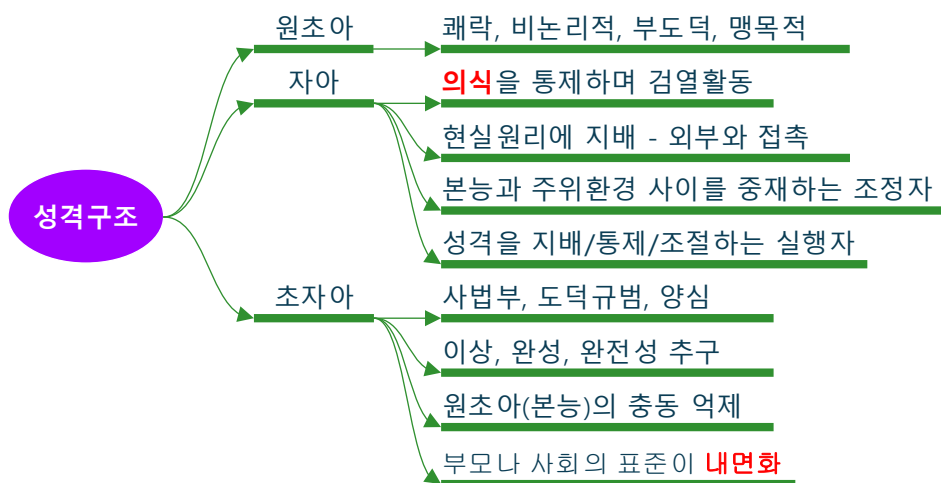 성격구조
원초아
쾌락, 비논리적, 부도덕, 맹목적
자아
의식을 통제하며 검열활동
현실원리에 지배 - 외부와 접촉
본능과 주위환경 사이를 중재하는 조정자
성격을 지배/통제/조절하는 실행자
초자아
사법부, 도덕규범, 양심
이상, 완성, 완전성 추구
원초아(본능)의 충동 억제
부모나 사회의 표준이 내면화